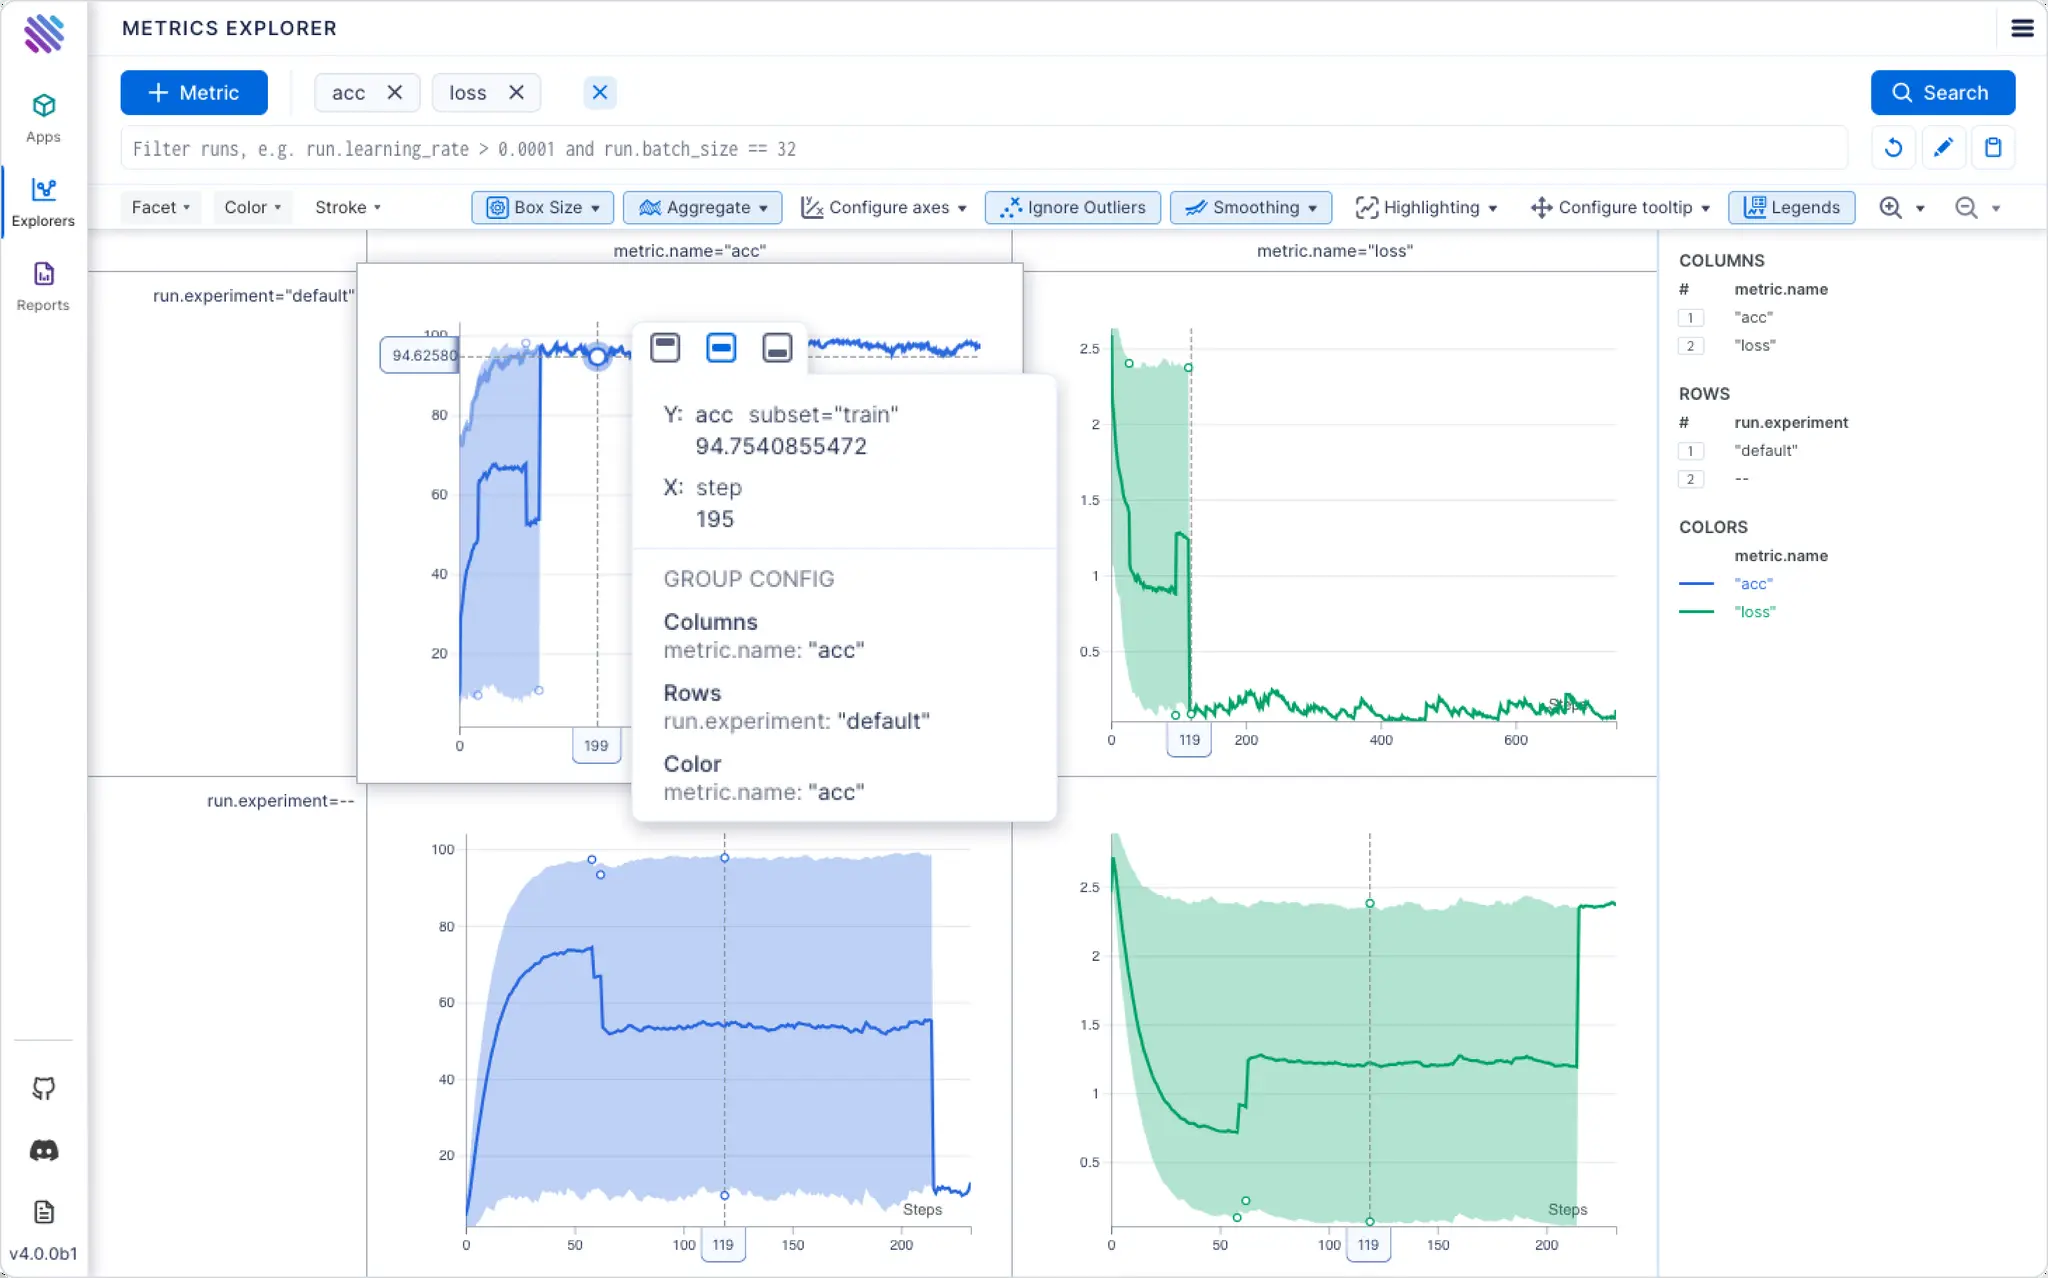 METRICS EXPLORER
Metric
acc
loss
Search
Apps
Filter runs, e.g. run.learning_rate > 0.0001 and run.batch_size == 32
Explorers
Facet
Color
Stroke
Box Size
Aggregate
Configure axes
Ignore Outliers
Smoothing
Highlighting
Configure tooltip
Legends
Reports
metric.name="acc"
metric.name="loss"
run.experiment="default"
100
94.62580
80
60
40
20
0
199
Y: acc subset="train"
94.7540855472
X: step
195
GROUP CONFIG
Columns
metric.name: "acc"
Rows
run.experiment: "default"
Color
metric.name: "acc"
2.5
2
1.5
1
0.5
Steps
0
119
200
400
600
COLUMNS
# metric.name
1 "acc"
2 "loss"
ROWS
# run.experiment
1 "default"
2 --
COLORS
metric.name
"acc"
"loss"
run.experiment=--
100
80
60
40
20
Steps
0
50
100
119
150
200
2.5
2
1.5
1
0.5
Steps
0
50
100
119
150
200
v4.0.0b1